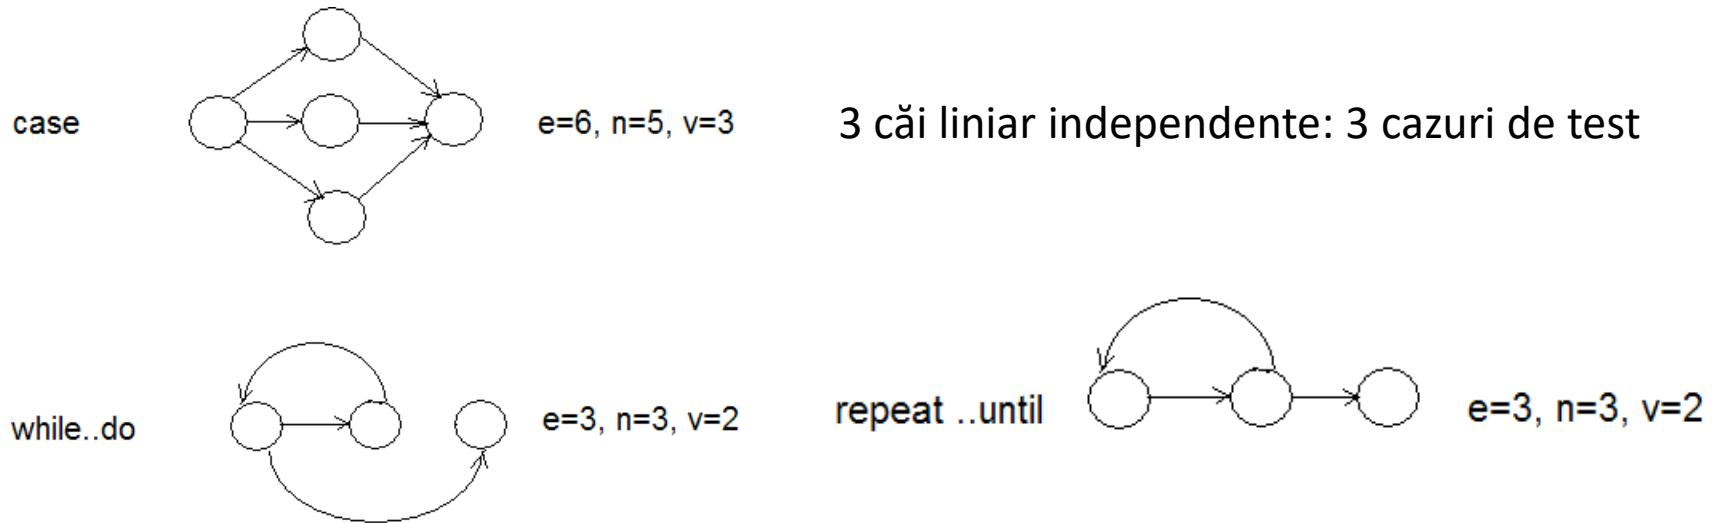 case
e=6, n=5, v=3
3 căi liniar independente: 3 cazuri de test
while..do
e=3, n=3, v=2
repeat ..until
e=3, n=3, v=2